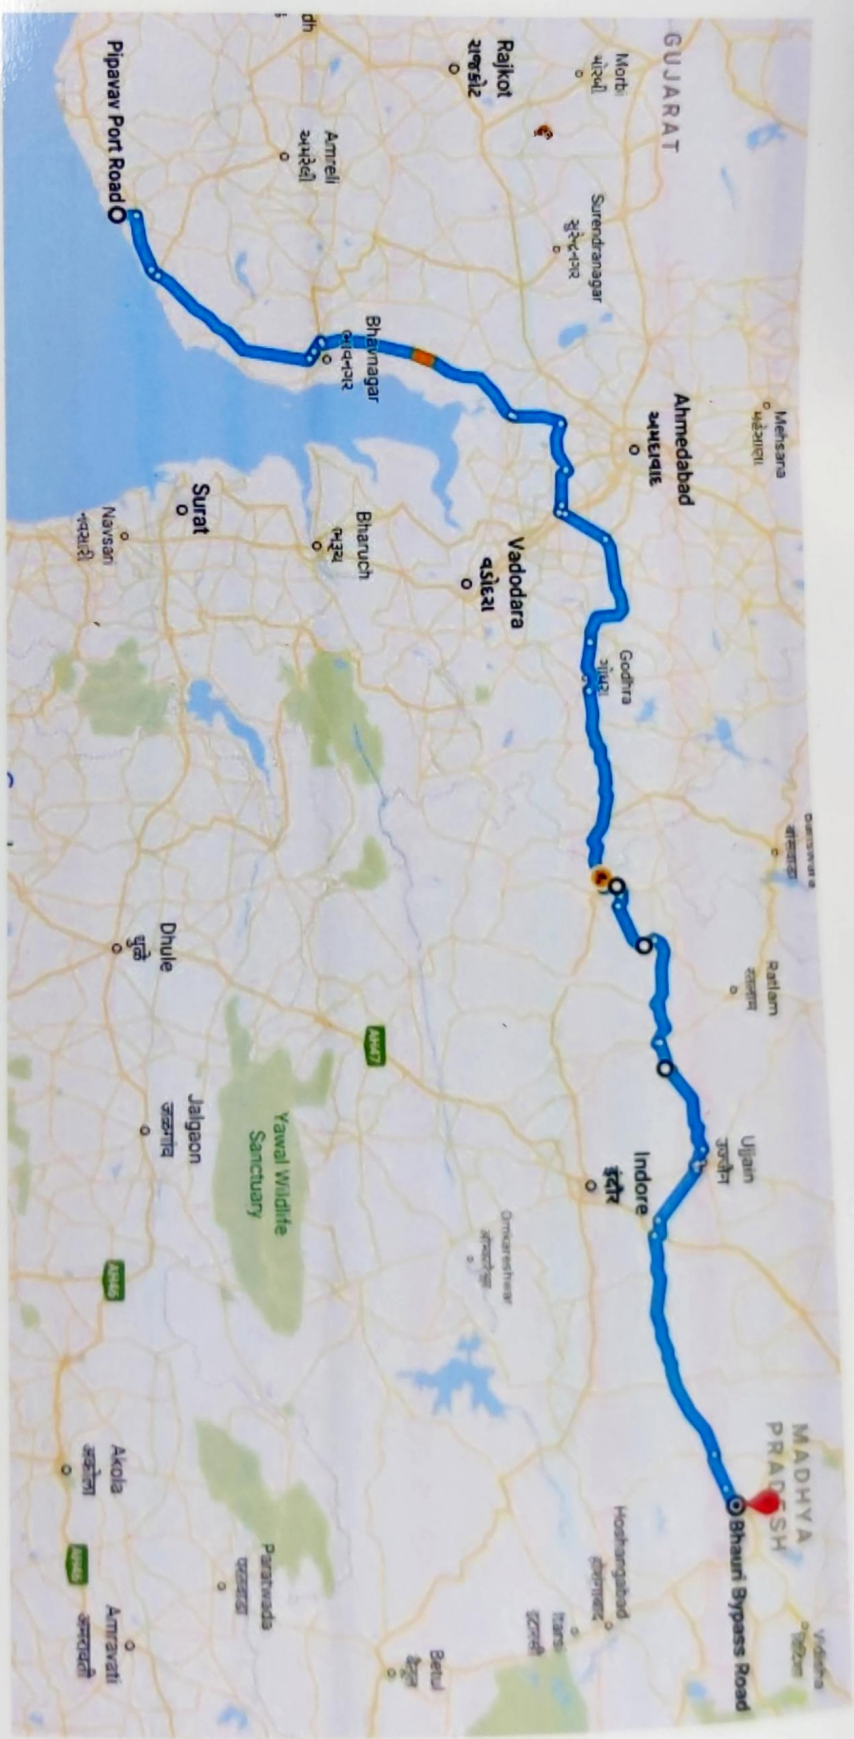 GUJARAT
Morbi
મોરબી
Rajkot
રાજકોટ
Surendranagar
સુરેન્દ્રનગર
Amreli
અમરેલી
Pipavav Port Road
Mehsana
મહેસાણા
Ahmedabad
અમદાવાદ
Bhavnagar
ભાવનગર
Vadodara
વડોદરા
Bharuch
ભરૂચ
Surat
Navsari
નવસારી
Godhra
ગોધરા
Banswara
बांसवाड़ा
Ratlam
रतलाम
Dhule
धुळे
AH47
Ujjain
उज्जैन
Indore
इंदौर
Jalgaon
जळगांव
Yawal Wildlife
Sanctuary
Omkareshwar
AH46
MADHYA
PRADESH
Bhauri Bypass Road
Vidisha
विदिशा
Hoshangabad
होशंगाबाद
Itarsi
इटारसी
Betul
बैतूल
Akola
अकोला
Paratwada
परतवाडा
AH46
Amravati
अमरावती